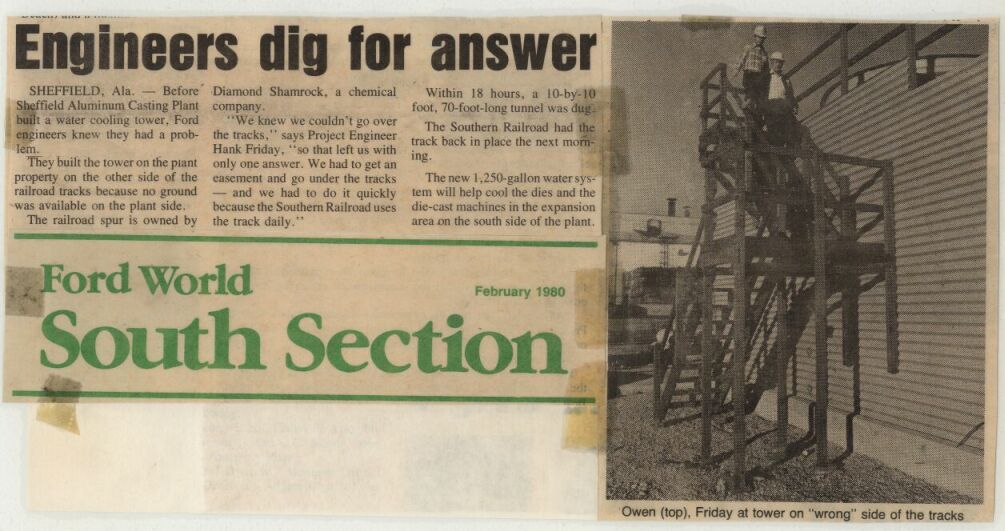 Engineers dig for answer
SHEFFIELD, Ala. — Before
Sheffield Aluminum Casting Plant
built a water cooling tower, Ford
engineers knew they had a prob-
lem.
They built the tower on the plant
property on the other side of the
railroad tracks because no ground
was available on the plant side.
The railroad spur is owned by
Diamond Shamrock, a chemical
company.
"We knew we couldn't go over
the tracks," says Project Engineer
Hank Friday, "so that left us with
only one answer. We had to get an
easement and go under the tracks
— and we had to do it quickly
because the Southern Railroad uses
the track daily."
Within 18 hours, a 10-by-10
foot, 70-foot-long tunnel was dug.
The Southern Railroad had the
track back in place the next morn-
ing.
The new 1,250-gallon water sys-
tem will help cool the dies and the
die-cast machines in the expansion
area on the south side of the plant.
Ford World
February 1980
South Section
Owen (top), Friday at tower on "wrong" side of the tracks